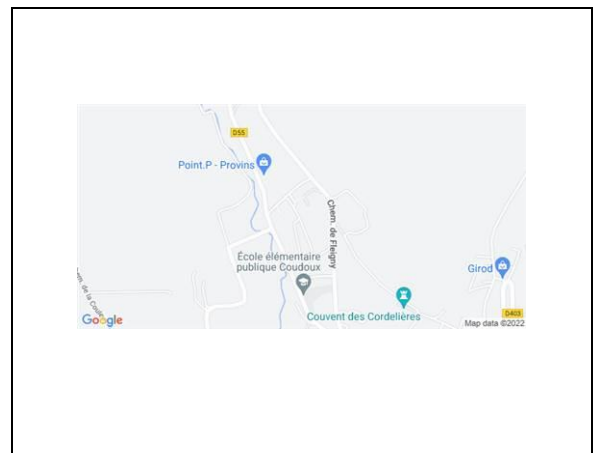 D55
Point.P - Provins
Chem. de Fleigny
École élémentaire
publique Coudoux
Girod
Couvent des Cordelières
D403
Google
Map data ©2022